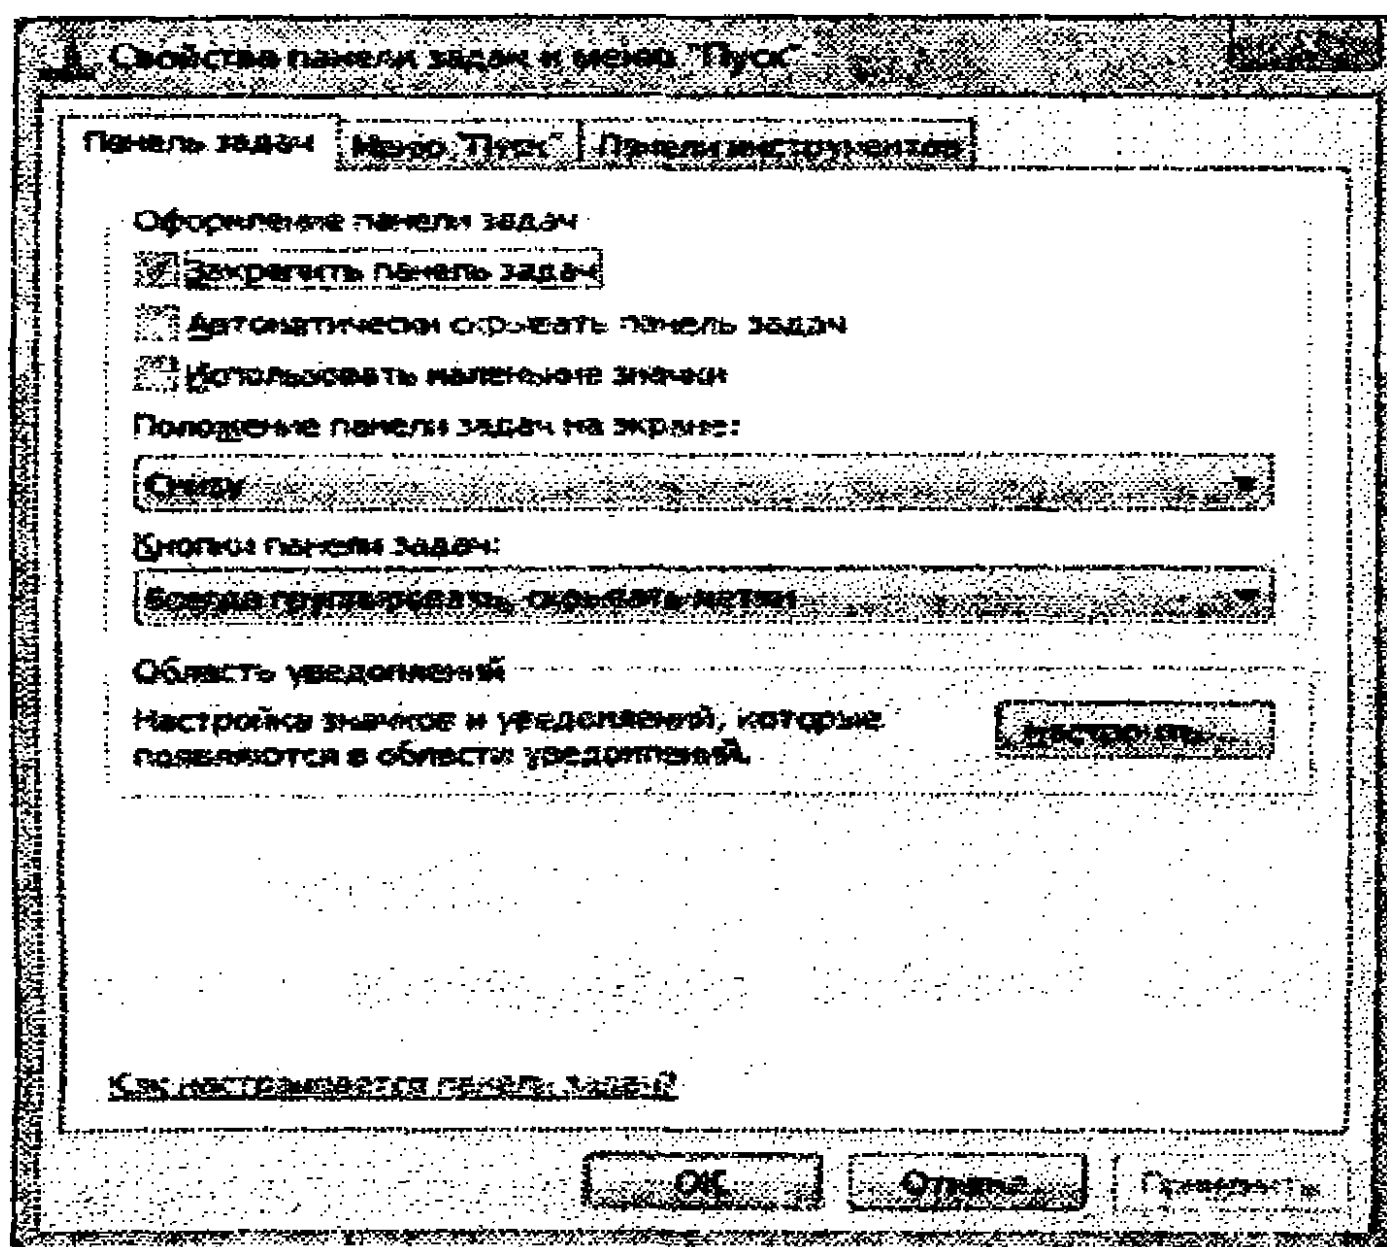 Свойства панели задач и меню "Пуск"
Панель задач
Меню "Пуск"
Панели инструментов
Оформление панели задач
Закрепить панель задач
Автоматически скрывать панель задач
Использовать маленькие значки
Положение панели задач на экране:
Снизу
Кнопки панели задач:
Всегда группировать, скрывать метки
Область уведомлений
Настройка значков и уведомлений, которые
появляются в области уведомлений.
Настроить...
Как настраивается панель задач?
ОК
Отмена
Применить